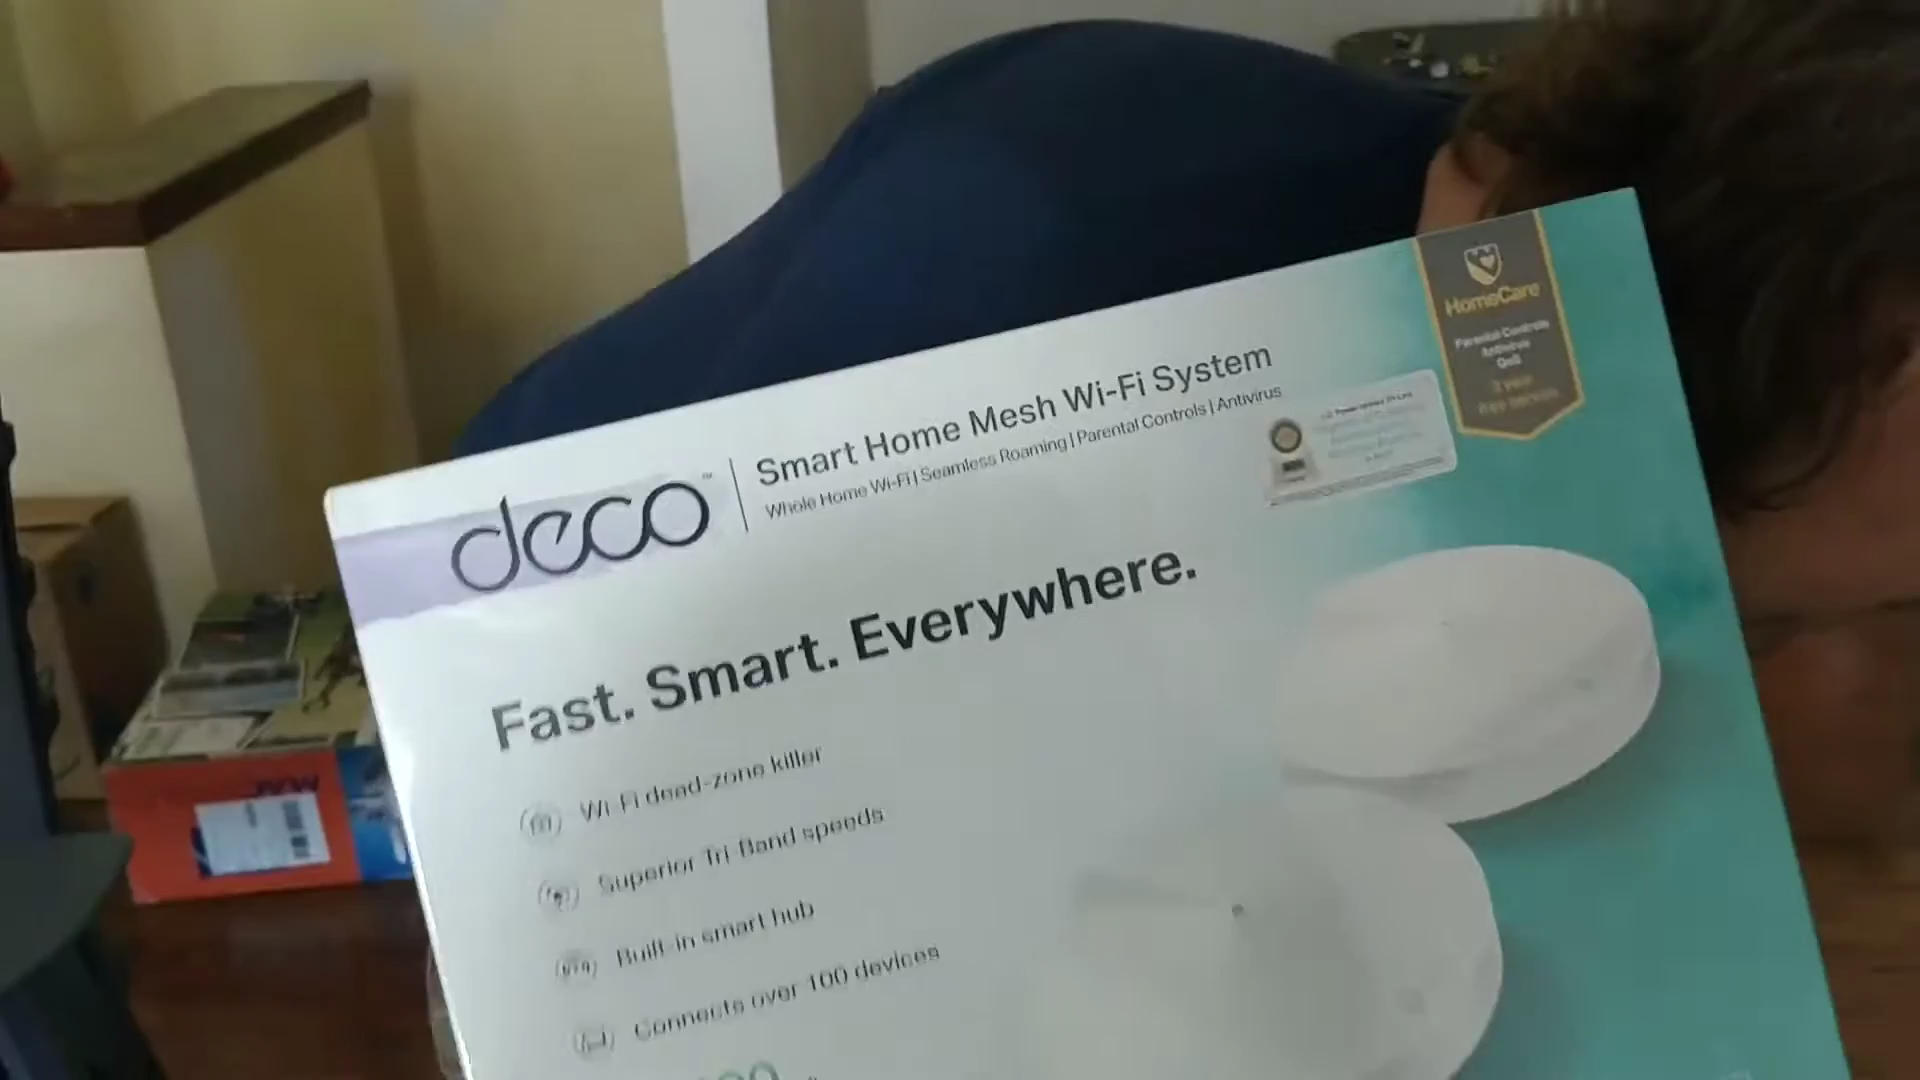 deco™
Smart Home Mesh Wi-Fi System
Whole Home Wi-Fi | Seamless Roaming | Parental Controls | Antivirus
HomeCare
Parental Controls
Antivirus
QoS
Fast. Smart. Everywhere.
Wi-Fi dead-zone killer
Superior Tri-Band speeds
Built-in smart hub
Connects over 100 devices